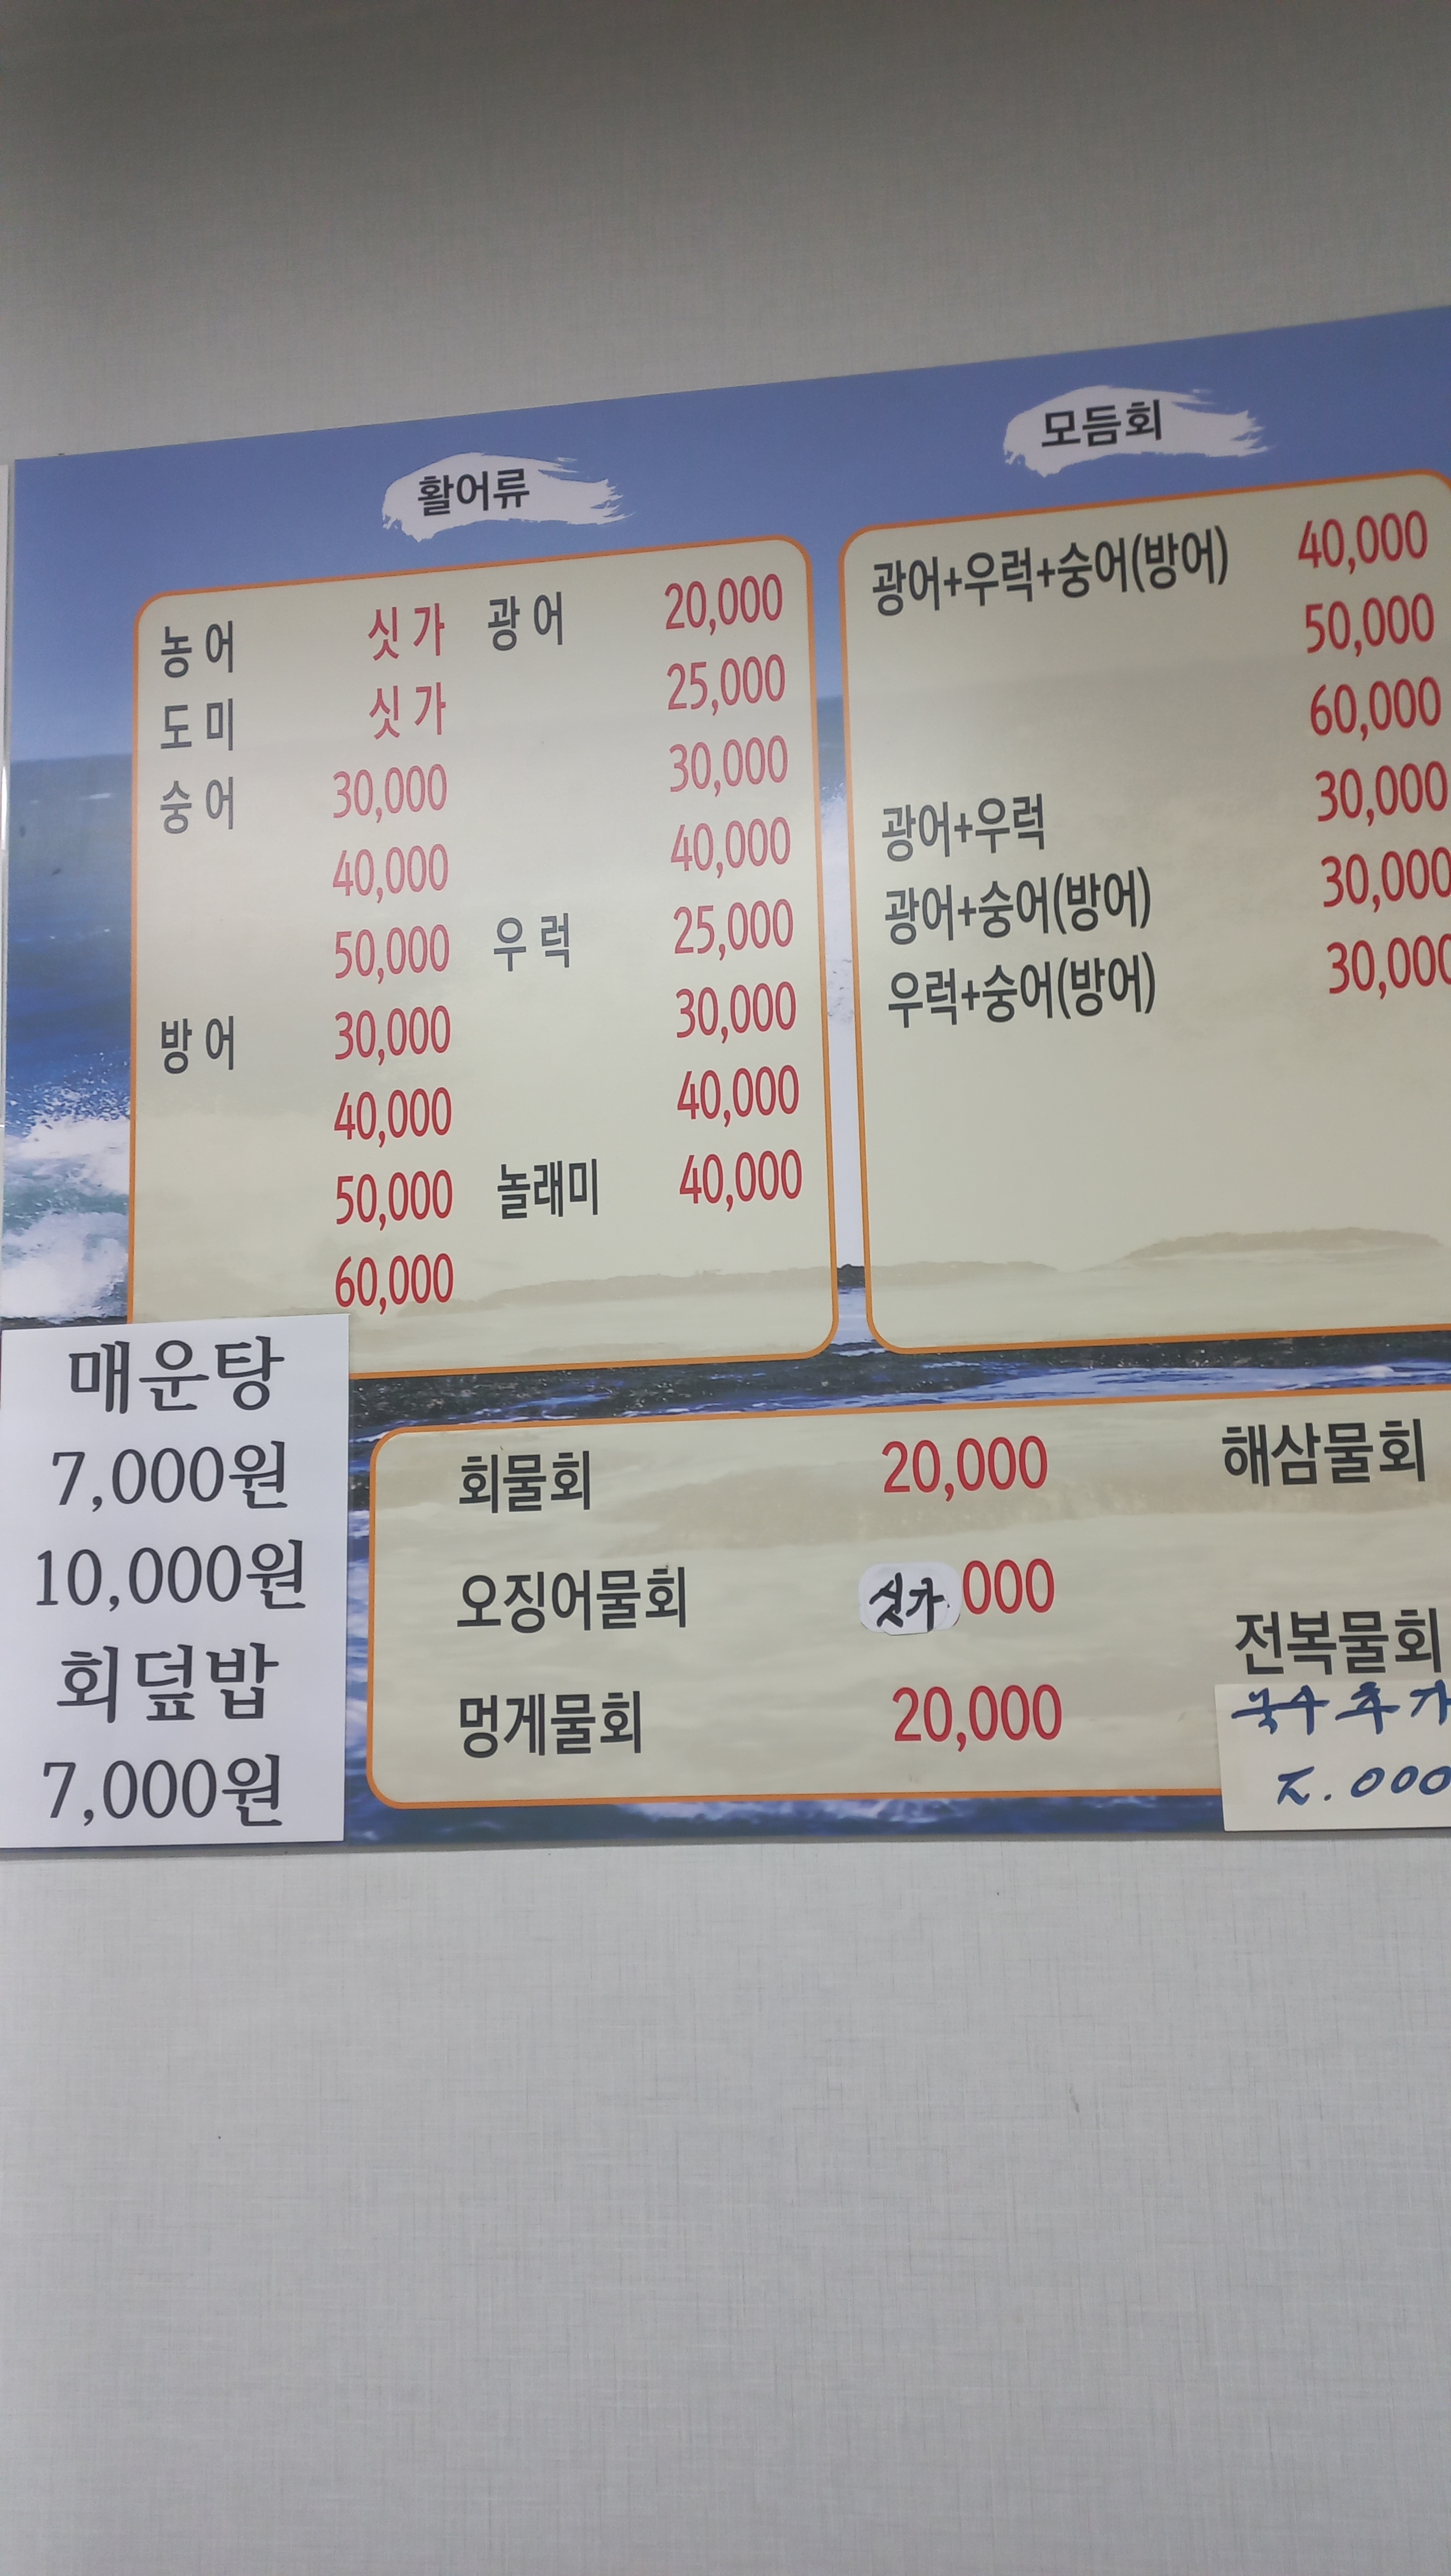 활어류
농어 싯가 광어 20,000
도미 싯가 25,000
숭어 30,000 30,000
40,000 40,000
50,000 우럭 25,000
방어 30,000 30,000
40,000 40,000
50,000 놀래미 40,000
60,000
모듬회
광어+우럭+숭어(방어) 40,000
50,000
60,000
광어+우럭 30,000
광어+숭어(방어) 30,000
우럭+숭어(방어) 30,000
매운탕
7,000원
10,000원
회덮밥
7,000원
회물회 20,000 해삼물회
오징어물회 싯가 000
전복물회
멍게물회 20,000
국수추가
.000